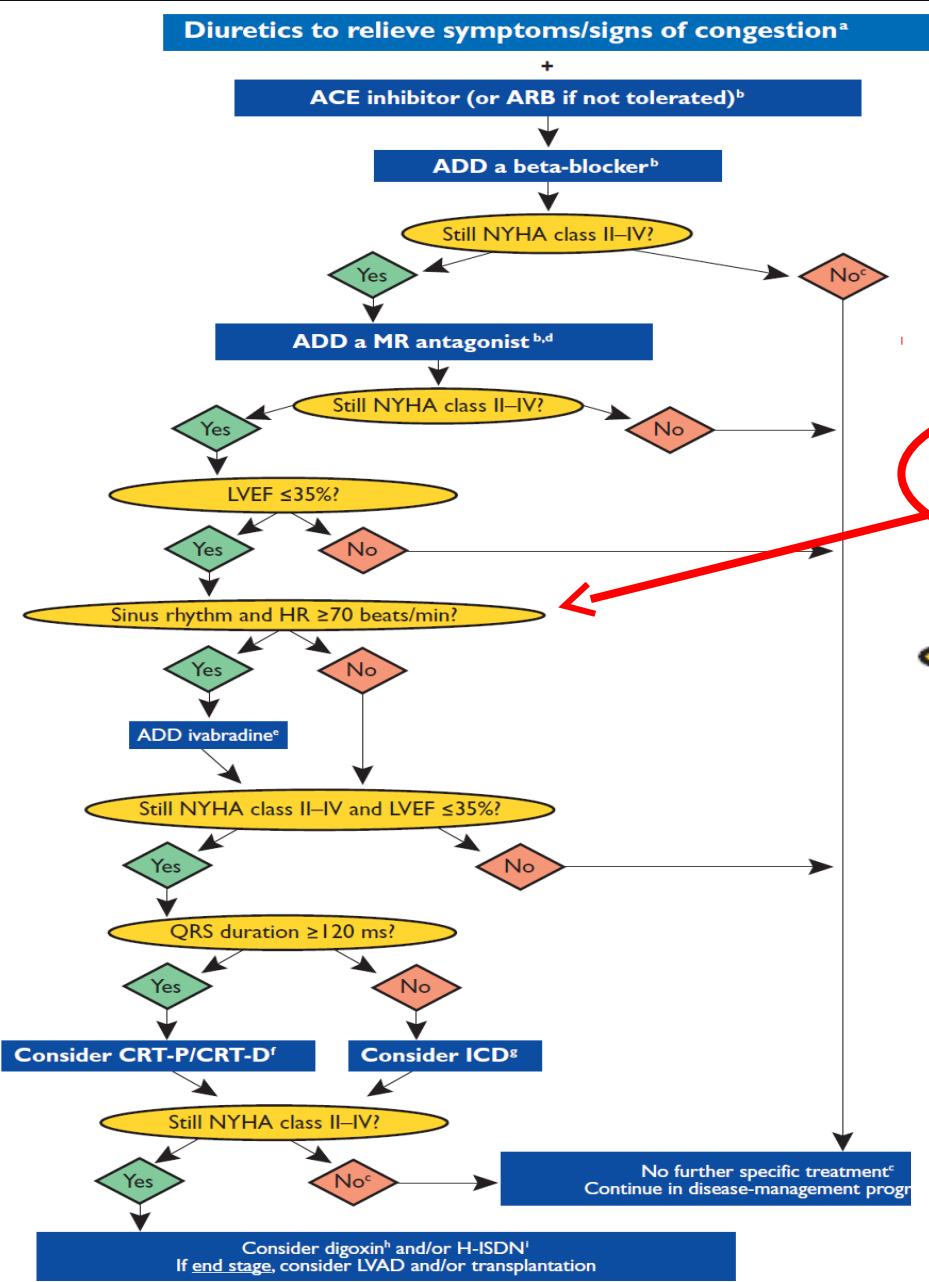 Diuretics to relieve symptoms/signs of congestionᵃ
+
ACE inhibitor (or ARB if not tolerated)ᵇ
ADD a beta-blockerᵇ
Still NYHA class II–IV?
Yes
Noᶜ
ADD a MR antagonistᵇ,ᵈ
Still NYHA class II–IV?
Yes
No
LVEF ≤35%?
Yes
No
Sinus rhythm and HR ≥70 beats/min?
Yes
No
ADD ivabradineᵉ
Still NYHA class II–IV and LVEF ≤35%?
Yes
No
QRS duration ≥120 ms?
Yes
No
Consider CRT-P/CRT-Dᶠ
Consider ICDᵍ
Still NYHA class II–IV?
Yes
Noᶜ
No further specific treatmentᶜ
Continue in disease-management progr
Consider digoxinʰ and/or H-ISDNⁱ
If end stage, consider LVAD and/or transplantation